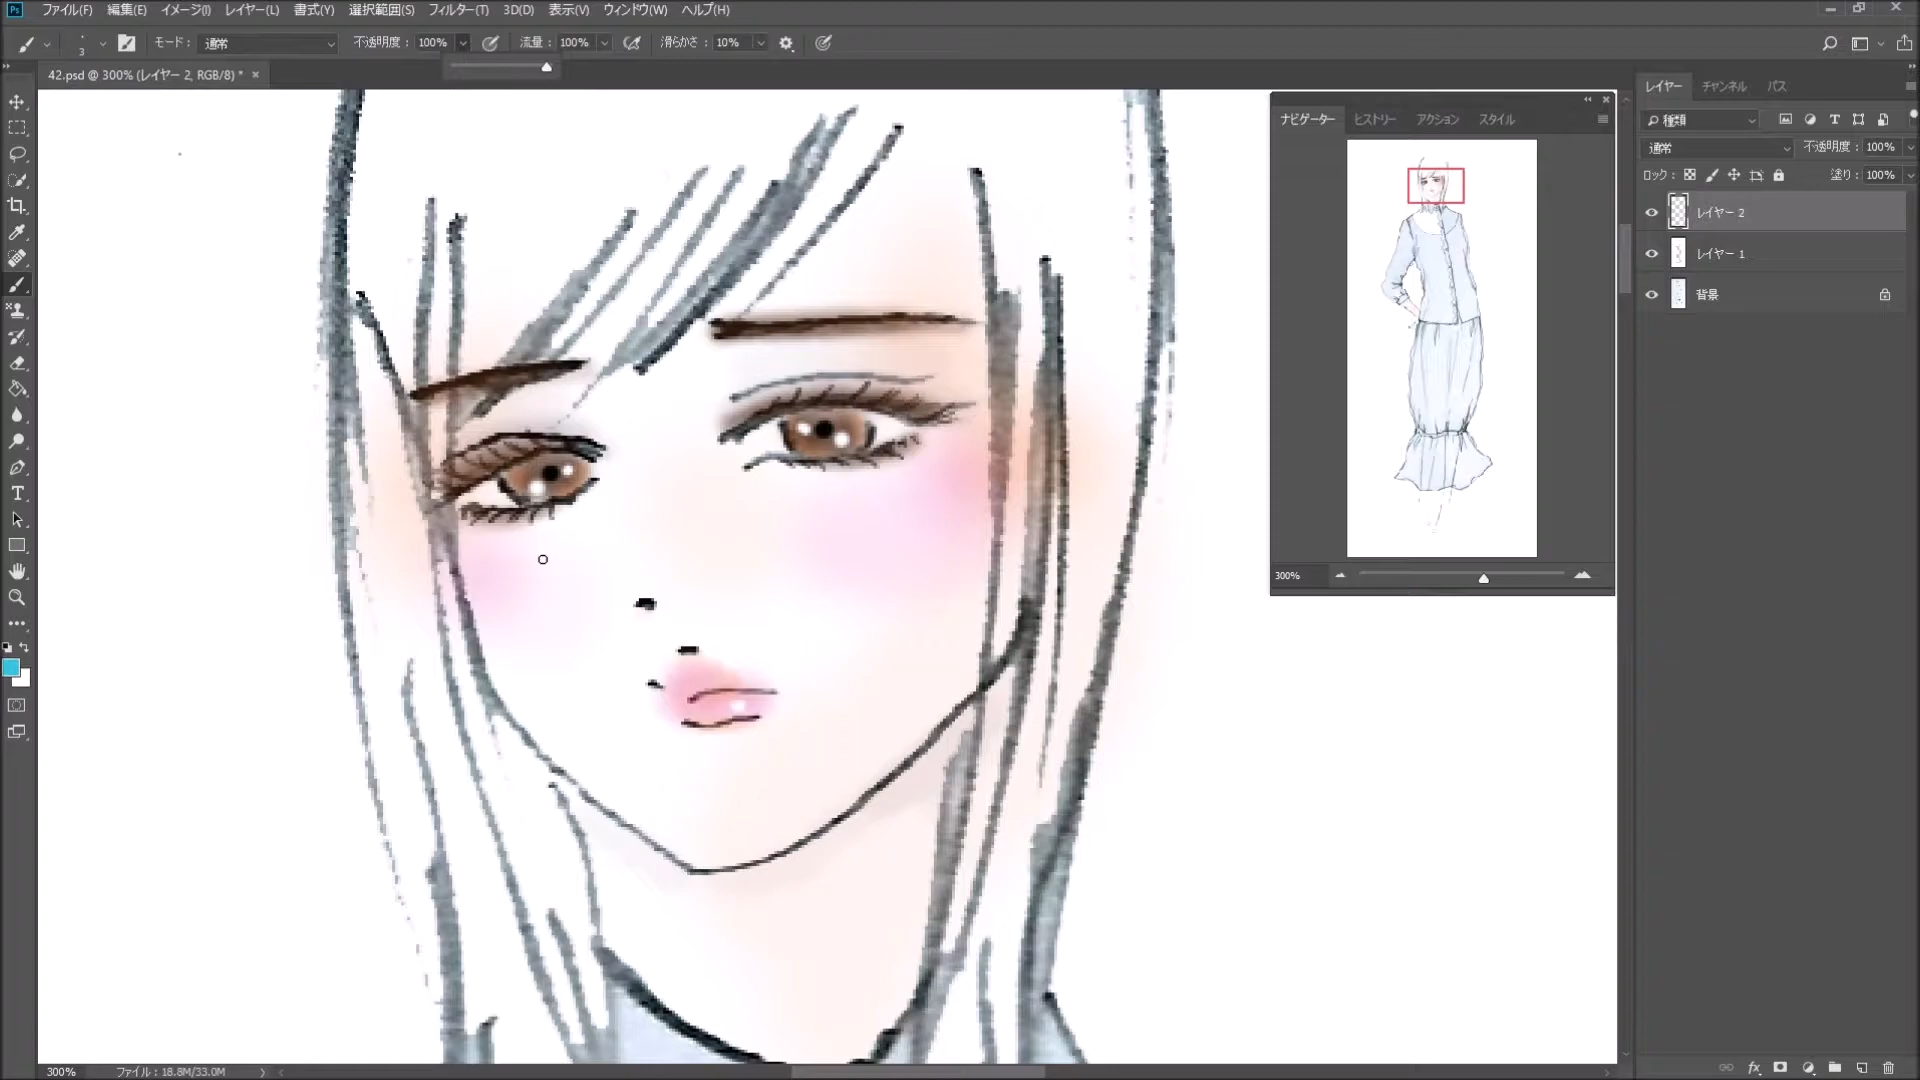 Ps ファイル(F) 編集(E) イメージ(I) レイヤー(L) 書式(Y) 選択範囲(S) フィルター(T) 3D(D) 表示(V) ウィンドウ(W) ヘルプ(H)
3 モード： 通常 不透明度： 100% 流量： 100% 滑らかさ： 10%
42.psd @ 300% (レイヤー 2, RGB/8) *
レイヤー チャンネル パス
ナビゲーター ヒストリー アクション スタイル
種類
通常 不透明度： 100%
ロック： 塗り： 100%
レイヤー 2
レイヤー 1
背景
300%
300% ファイル：18.8M/33.0M